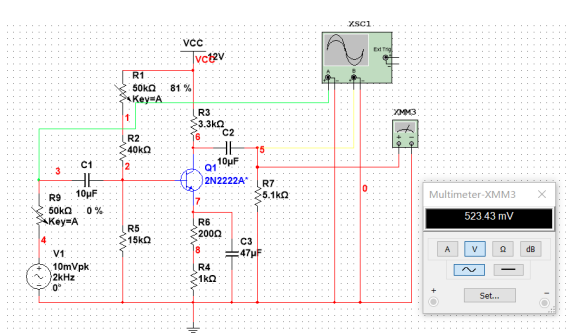 XSC1
Ext Trig
A
B
VCC
VCC
12V
R1
50kΩ 81 %
Key=A
1
R3
3.3kΩ
6
C2
10µF
5
XMM3
R2
40kΩ
2
3
C1
10µF
Q1
2N2222A*
7
0
R7
5.1kΩ
R9
50kΩ 0 %
Key=A
4
R5
15kΩ
R6
200Ω
8
C3
47µF
R4
1kΩ
V1
10mVpk
2kHz
0°
Multimeter-XMM3
523.43 mV
A V Ω dB
Set...